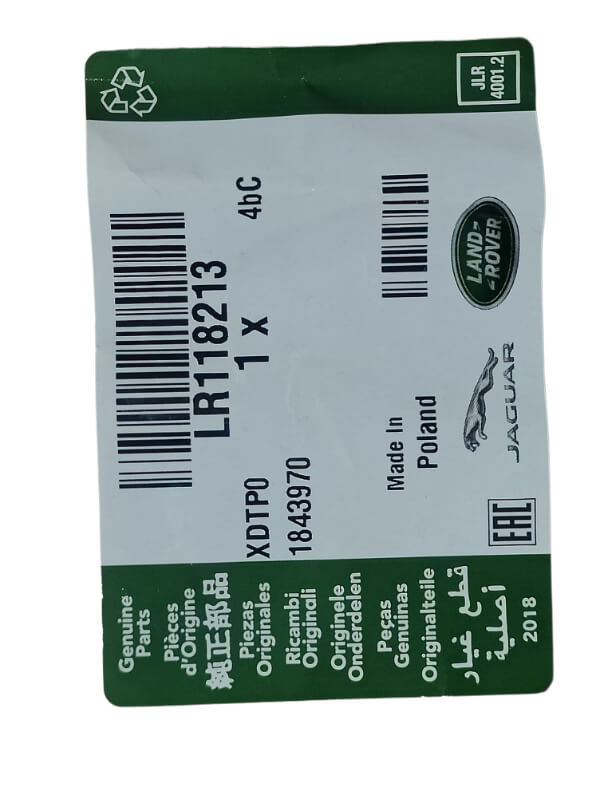 Genuine
Parts
Pièces
d'Origine
純正部品
Piezas
Originales
Ricambi
Originali
Originele
Onderdelen
Peças
Genuinas
Originalteile
قطع غيار
أصلية
2018
LR118213
1 X
4bC
XDTP0
1843970
Made In
Poland
EAC
JAGUAR
LAND
ROVER
JLR
4001.2